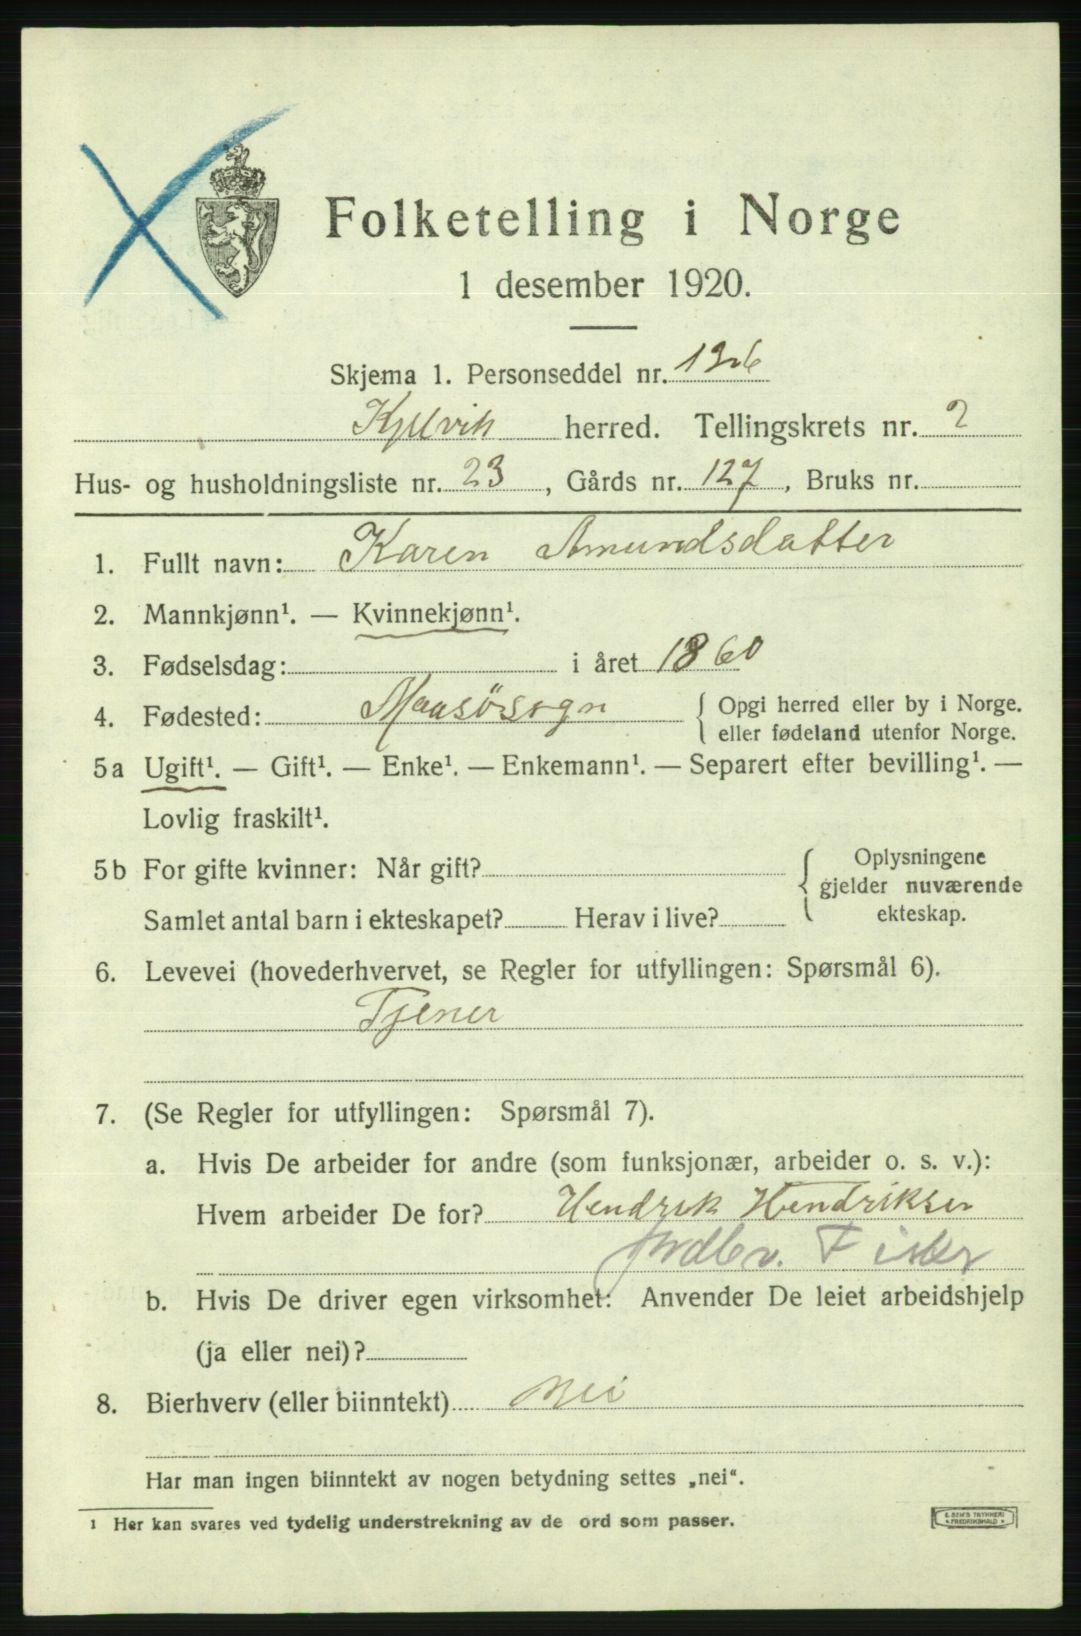 Folketelling i Norge
1 desember 1920.
Skjema 1. Personseddel nr. 126
Kjelvik herred. Tellingskrets nr. 2
Hus- og husholdningsliste nr. 23, Gårds nr. 127, Bruks nr.
1. Fullt navn: Karen Amundsdatter
2. Mannkjønn¹. — Kvinnekjønn¹.
3. Fødselsdag: i året 1860
4. Fødested: Maasösogn { Opgi herred eller by i Norge.
eller fødeland utenfor Norge.
5a Ugift¹. — Gift¹. — Enke¹. — Enkemann¹. — Separert efter bevilling¹. —
Lovlig fraskilt¹.
5b For gifte kvinner: Når gift? { Oplysningene
gjelder nuværende
Samlet antal barn i ekteskapet? Herav i live? ekteskap.
6. Levevei (hovederhvervet, se Regler for utfyllingen: Spørsmål 6).
Tjener
7. (Se Regler for utfyllingen: Spørsmål 7).
a. Hvis De arbeider for andre (som funksjonær, arbeider o. s. v.):
Hvem arbeider De for? Hendrik Hendriksen
Jordbr. Fisker
b. Hvis De driver egen virksomhet: Anvender De leiet arbeidshjelp
(ja eller nei)?
8. Bierhverv (eller biinntekt) Nei
Har man ingen biinntekt av nogen betydning settes „nei“.
1 Her kan svares ved tydelig understrekning av de ord som passer.